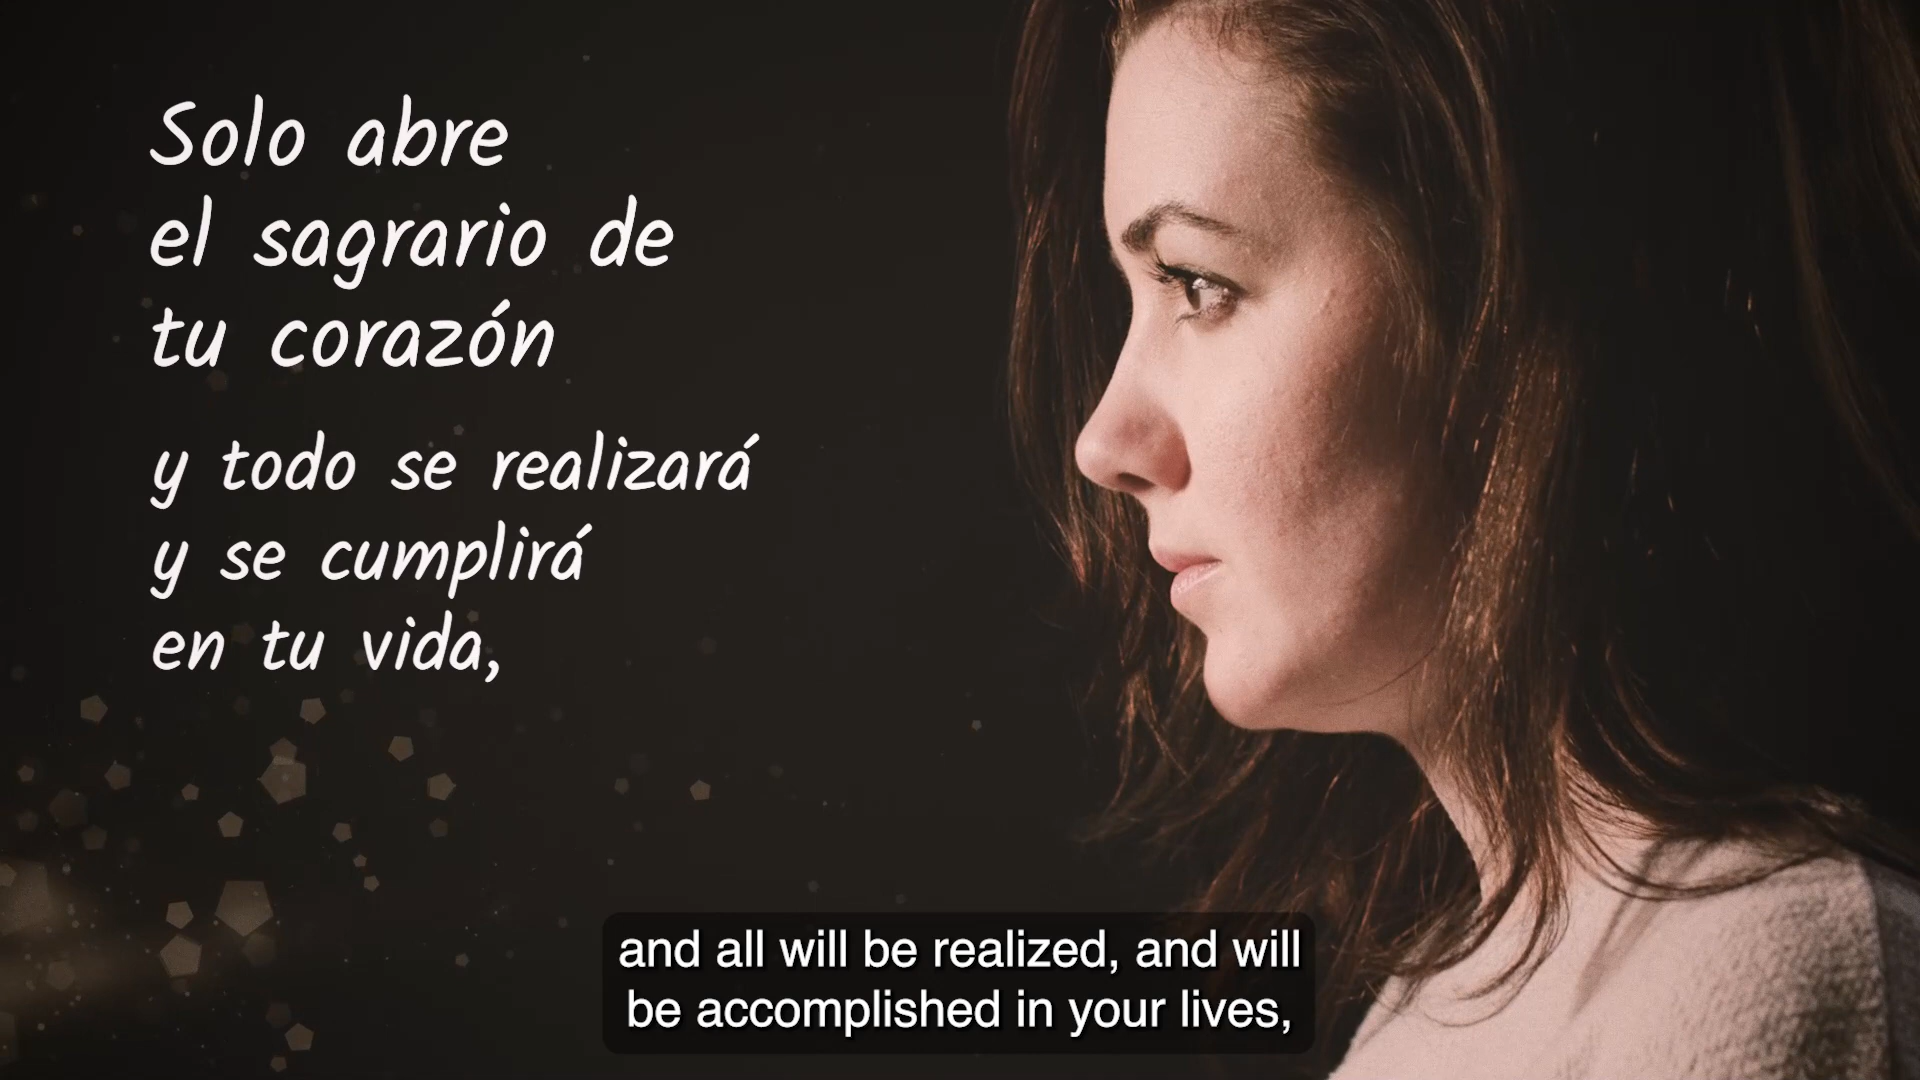 Solo abre
el sagrario de
tu corazón
y todo se realizará
y se cumplirá
en tu vida,
and all will be realized, and will
be accomplished in your lives,